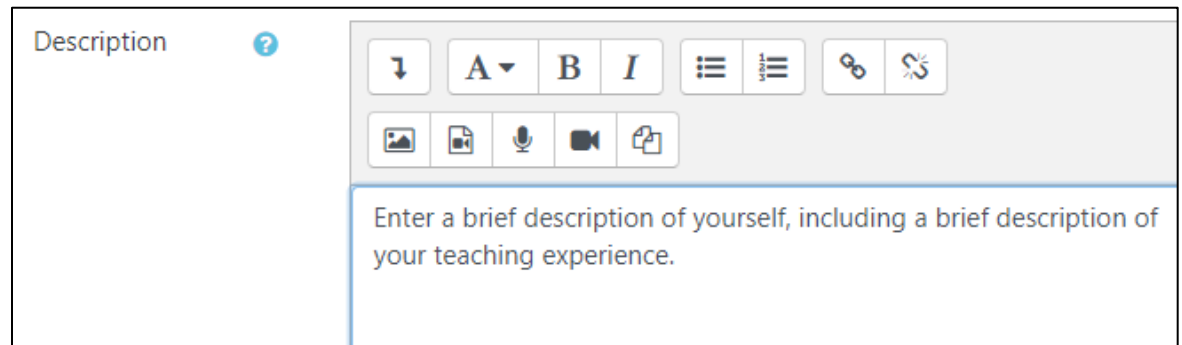 Description
A B I
Enter a brief description of yourself, including a brief description of
your teaching experience.